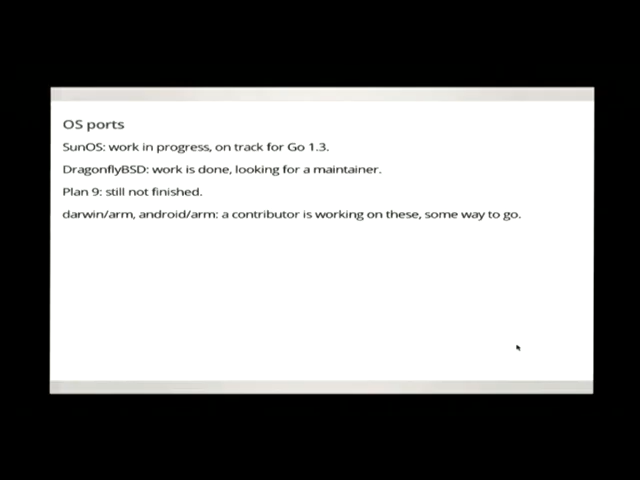 OS ports
SunOS: work in progress, on track for Go 1.3.
DragonflyBSD: work is done, looking for a maintainer.
Plan 9: still not finished.
darwin/arm, android/arm: a contributor is working on these, some way to go.